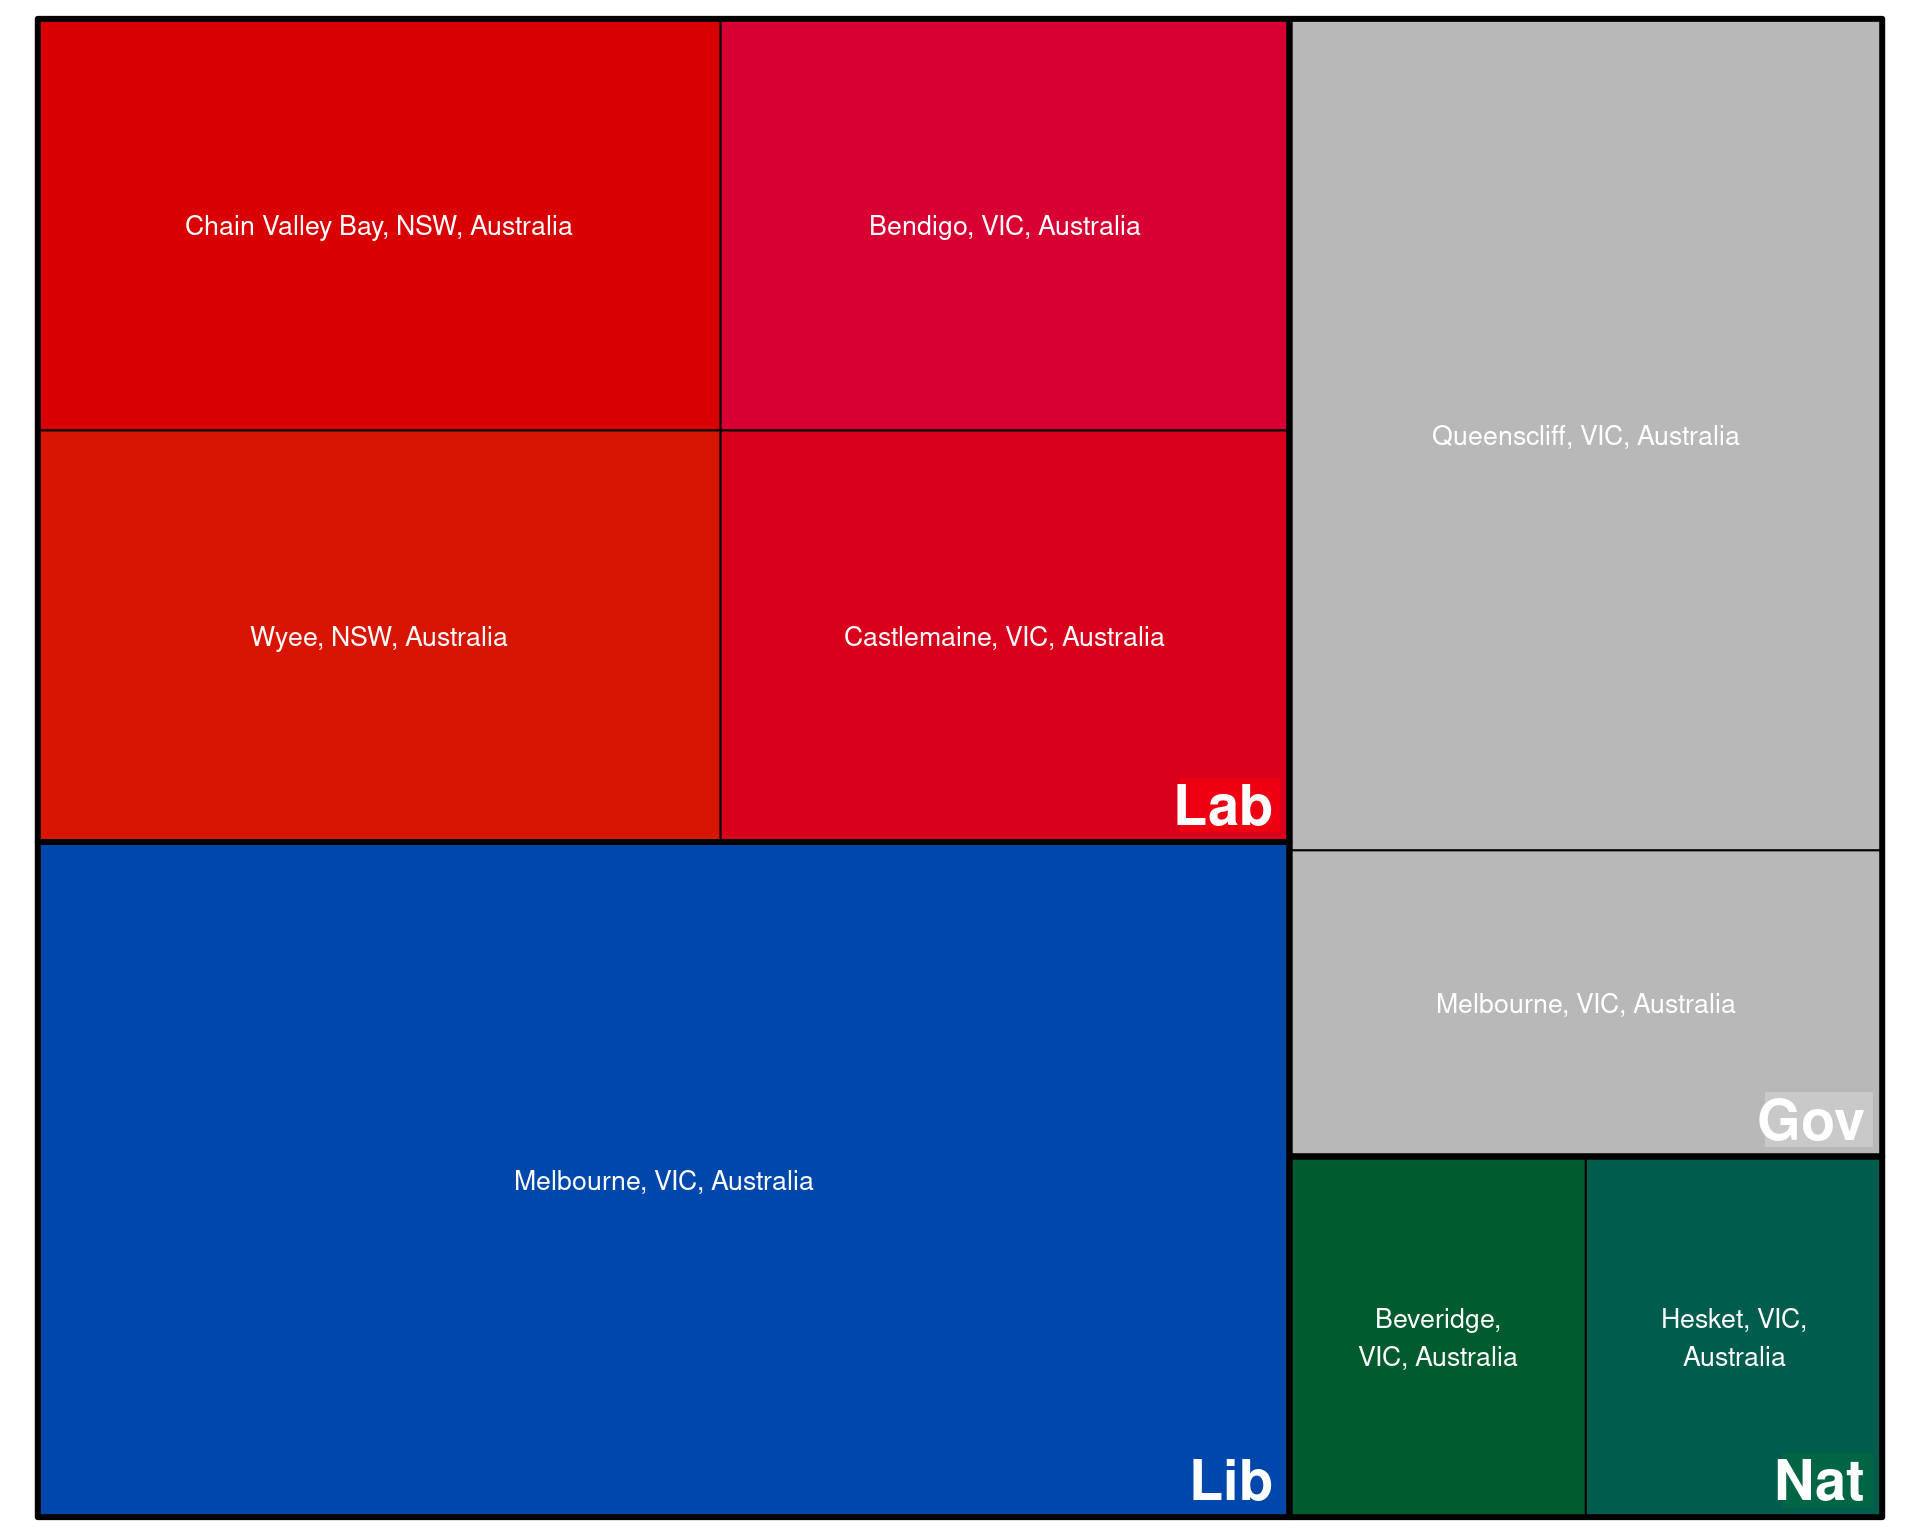 Chain Valley Bay, NSW, Australia
Bendigo, VIC, Australia
Wyee, NSW, Australia
Castlemaine, VIC, Australia
Lab
Melbourne, VIC, Australia
Lib
Queenscliff, VIC, Australia
Melbourne, VIC, Australia
Gov
Beveridge,
VIC, Australia
Hesket, VIC,
Australia
Nat